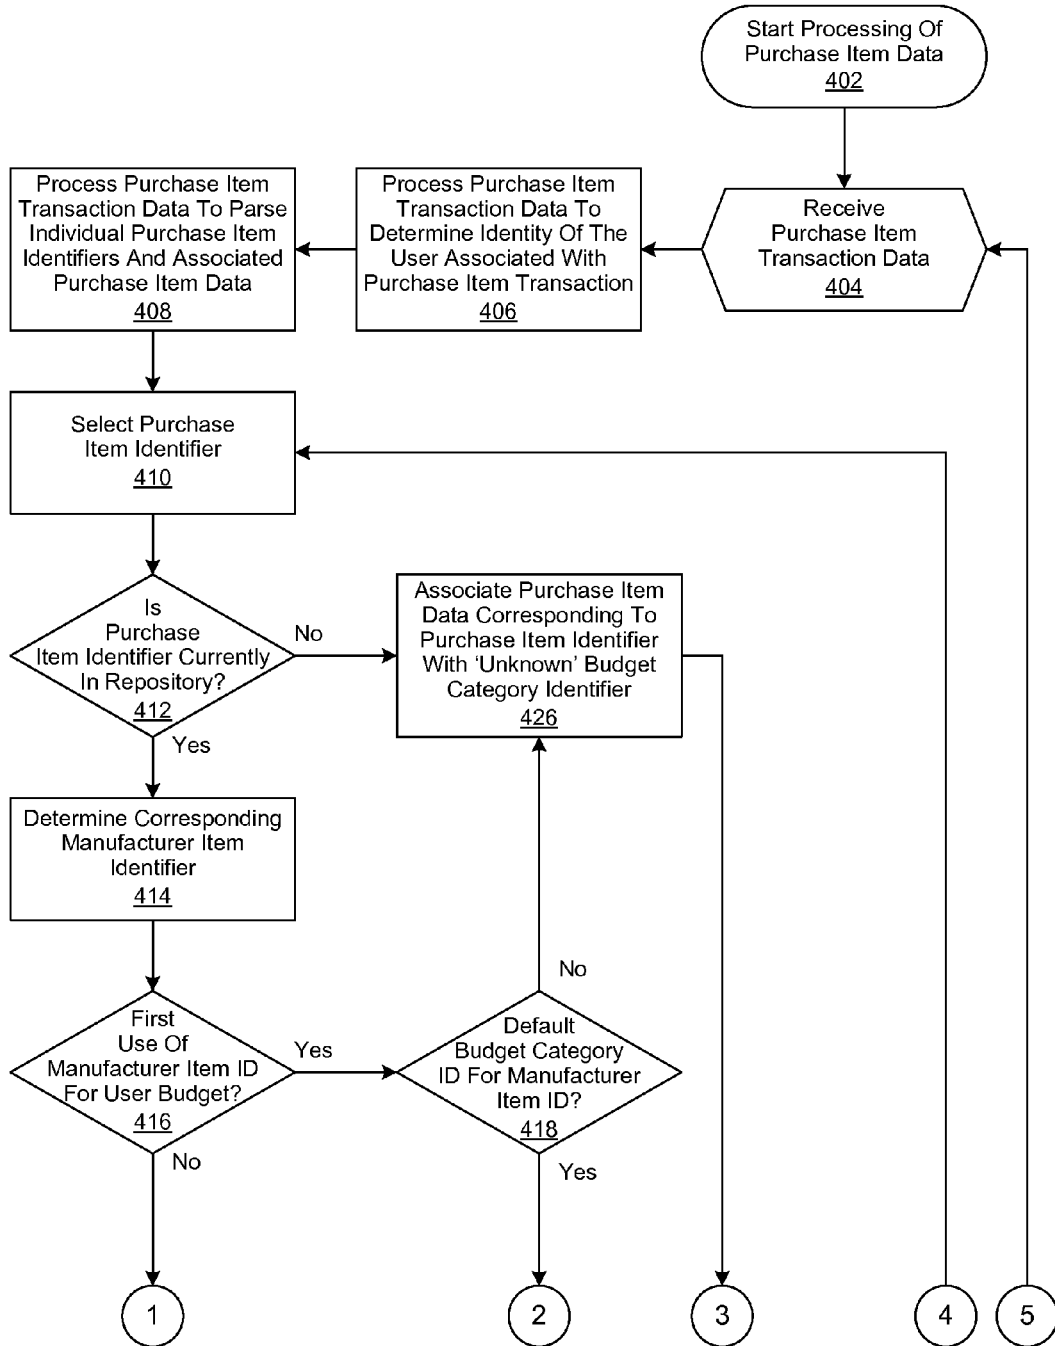 Start Processing Of
Purchase Item Data
402
Process Purchase Item
Transaction Data To Parse
Individual Purchase Item
Identifiers And Associated
Purchase Item Data
408
Process Purchase Item
Transaction Data To
Determine Identity Of The
User Associated With
Purchase Item Transaction
406
Receive
Purchase Item
Transaction Data
404
Select Purchase
Item Identifier
410
Is
Purchase
Item Identifier Currently
In Repository?
412
No
Yes
Associate Purchase Item
Data Corresponding To
Purchase Item Identifier
With ‘Unknown’ Budget
Category Identifier
426
Determine Corresponding
Manufacturer Item
Identifier
414
First
Use Of
Manufacturer Item ID
For User Budget?
416
Yes
No
No
Default
Budget Category
ID For Manufacturer
Item ID?
418
Yes
1
2
3
4
5